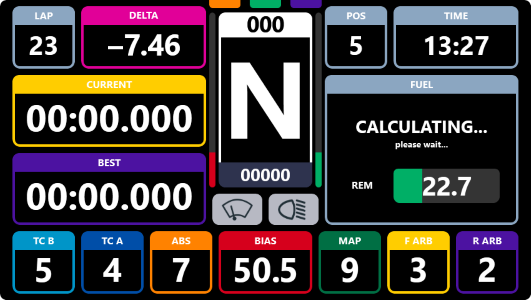 LAP
23
DELTA
–7.46
000
POS
5
TIME
13:27
CURRENT
00:00.000
N
FUEL
CALCULATING...
please wait...
REM
22.7
BEST
00:00.000
00000
TC B
5
TC A
4
ABS
7
BIAS
50.5
MAP
9
F ARB
3
R ARB
2